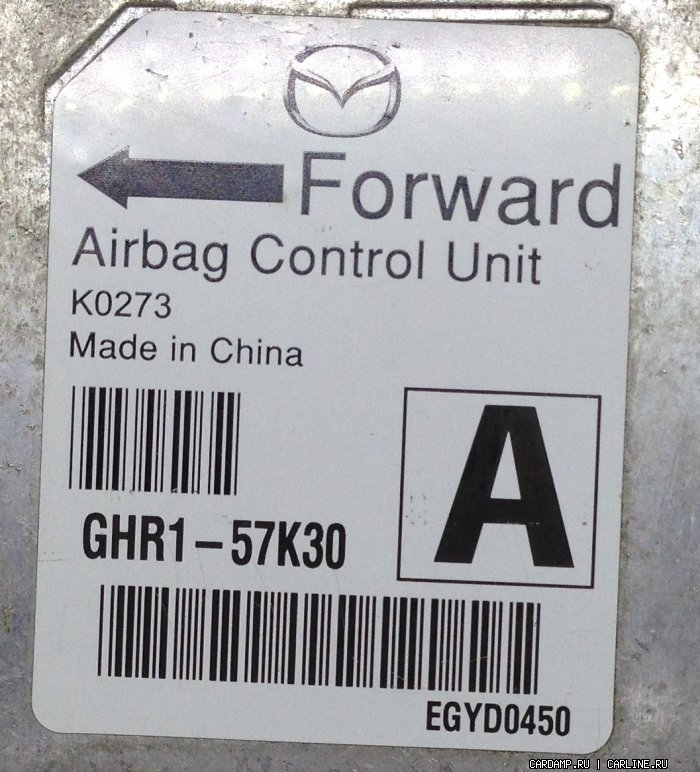 Forward
Airbag Control Unit
K0273
Made in China
A
GHR1-57K30
EGYD0450
CARDAMP.RU | CARLINE.RU